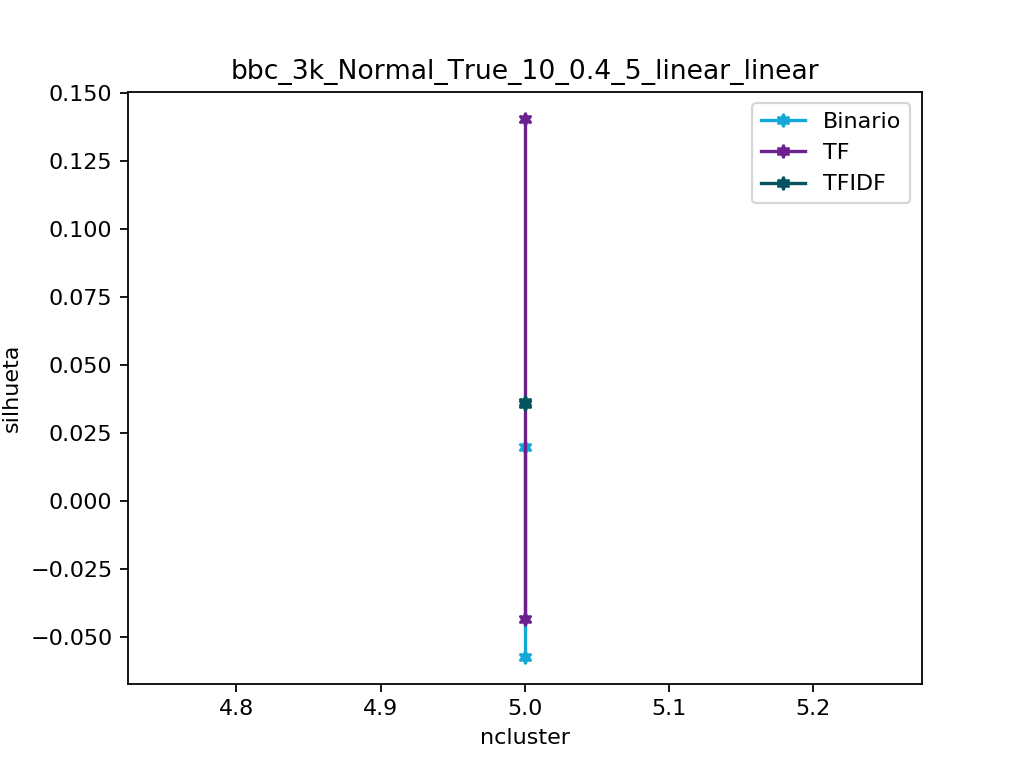 bbc_3k_Normal_True_10_0.4_5_linear_linear
0.150
0.125
0.100
0.075
0.050
0.025
0.000
−0.025
−0.050
silhueta
Binario
TF
TFIDF
4.8 4.9 5.0 5.1 5.2
ncluster